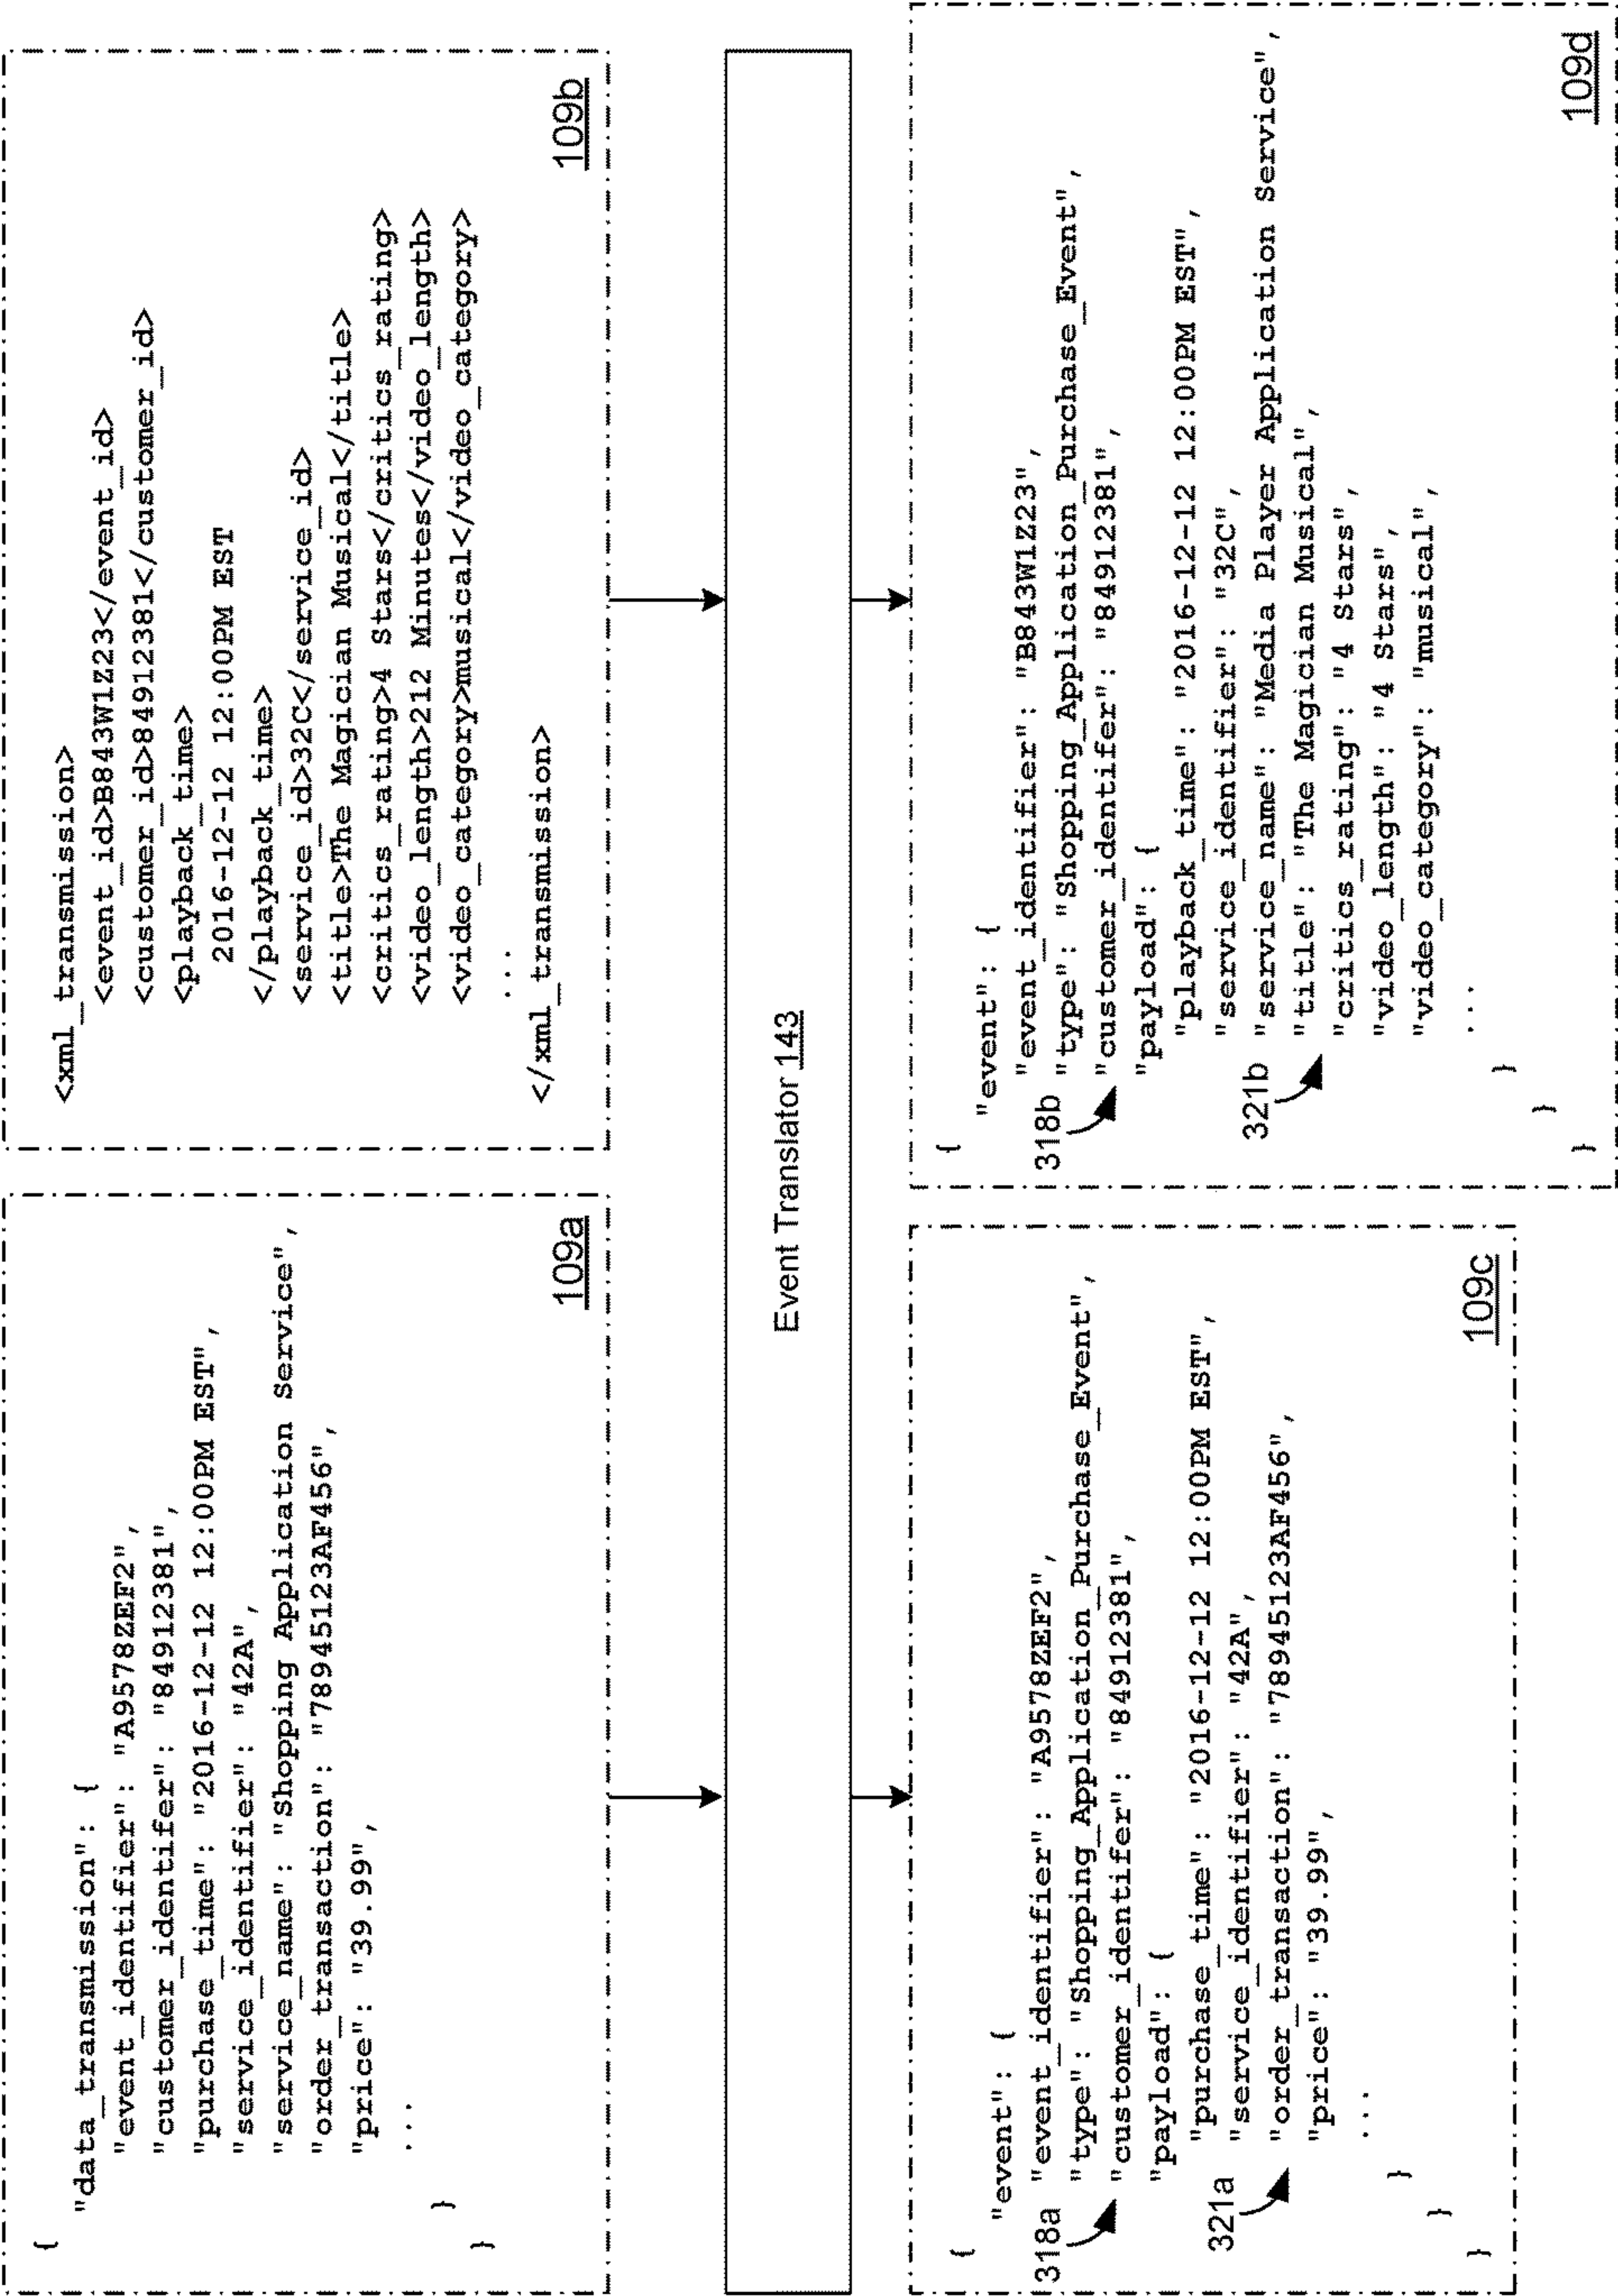 {
"data_transmission": {
"event_identifier": "A9578ZEF2",
"customer_identifer": "84912381",
"purchase_time": "2016-12-12 12:00PM EST",
"service_identifier": "42A",
"service_name": "Shopping Application Service",
"order_transaction": "78945123AF456",
"price": "39.99",
...
}
}
109a
<xml_transmission>
<event_id>B843W1Z23</event_id>
<customer_id>84912381</customer_id>
<playback_time>
2016-12-12 12:00PM EST
</playback_time>
<service_id>32C</service_id>
<title>The Magician Musical</title>
<critics_rating>4 Stars</critics_rating>
<video_length>212 Minutes</video_length>
<video_category>musical</video_category>
...
</xml_transmission>
109b
Event Translator 143
{
"event": {
318a "event_identifier": "A9578ZEF2",
"type": "Shopping_Application_Purchase_Event",
"customer_identifer": "84912381",
"payload": {
"purchase_time": "2016-12-12 12:00PM EST",
321a "service_identifier": "42A",
"order_transaction": "78945123AF456",
"price": "39.99",
...
}
}
}
109c
{
"event": {
"event_identifier": "B843W1Z23",
318b "type": "Shopping_Application_Purchase_Event",
"customer_identifer": "84912381",
"payload": {
"playback_time": "2016-12-12 12:00PM EST",
"service_identifier": "32C",
321b "service_name": "Media Player Application Service",
"title": "The Magician Musical",
"critics_rating": "4 Stars",
"video_length": "4 Stars",
"video_category": "musical",
...
}
}
}
109d